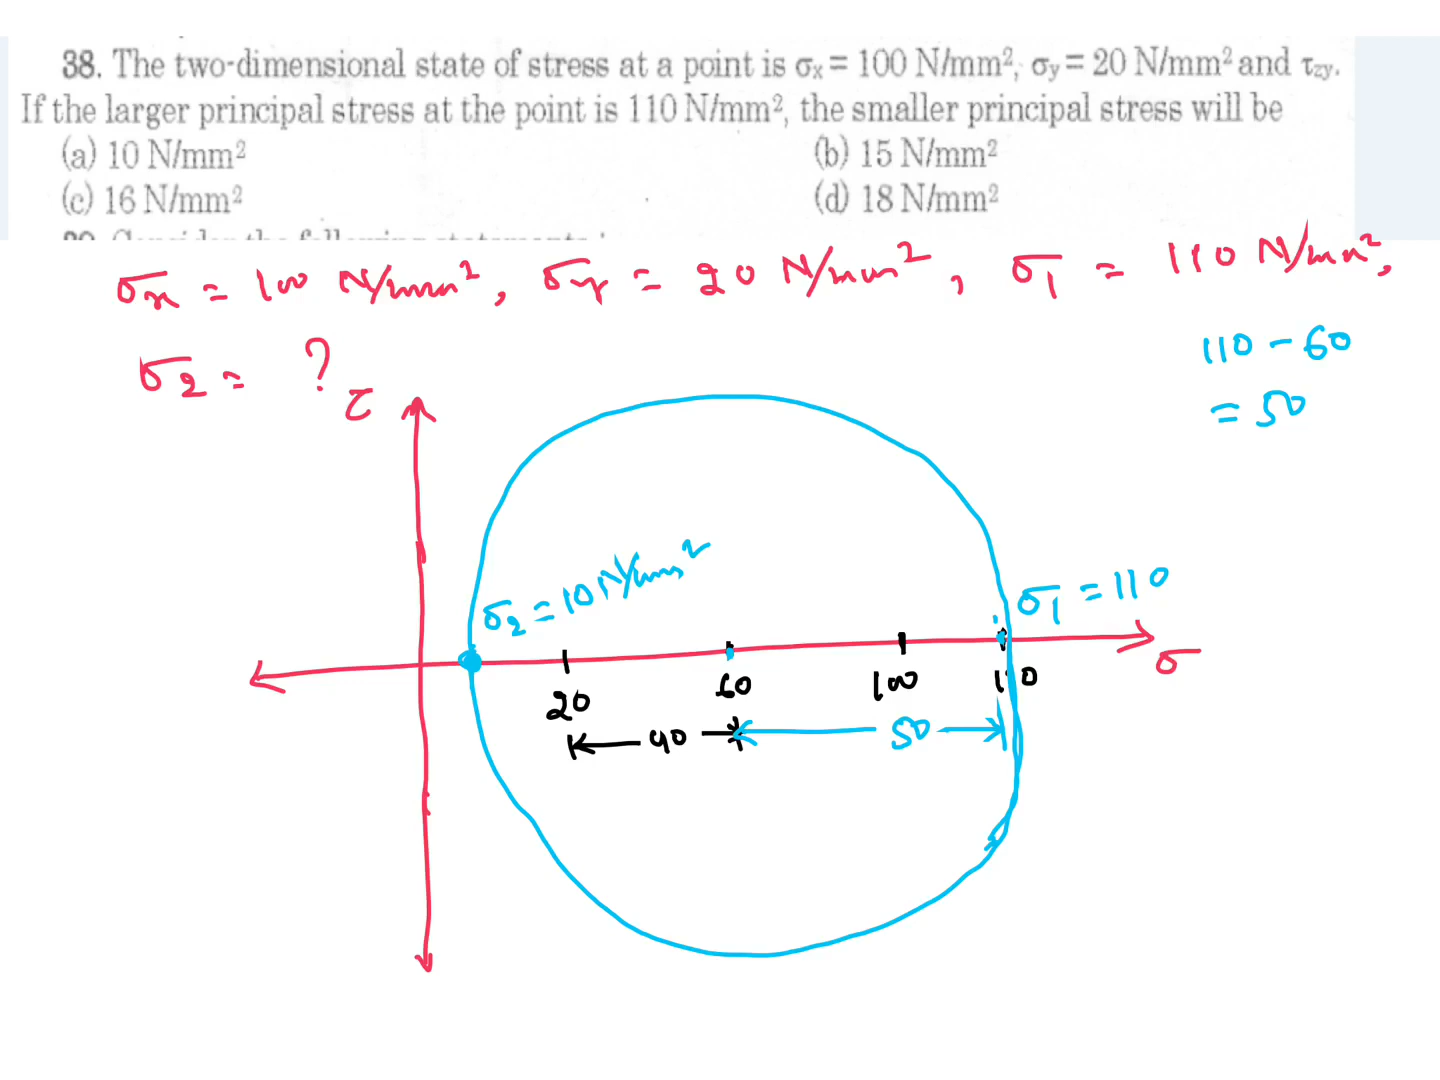 38. The two-dimensional state of stress at a point is σx = 100 N/mm², σy = 20 N/mm² and τzy.
If the larger principal stress at the point is 110 N/mm², the smaller principal stress will be
(a) 10 N/mm² (b) 15 N/mm²
(c) 16 N/mm² (d) 18 N/mm²
σx = 100 N/mm², σy = 20 N/mm², σ1 = 110 N/mm²,
σ2 = ?
110 - 60
= 50
τ
σ2 = 10 N/mm²
σ1 = 110
σ
20 60 100 110
40 50